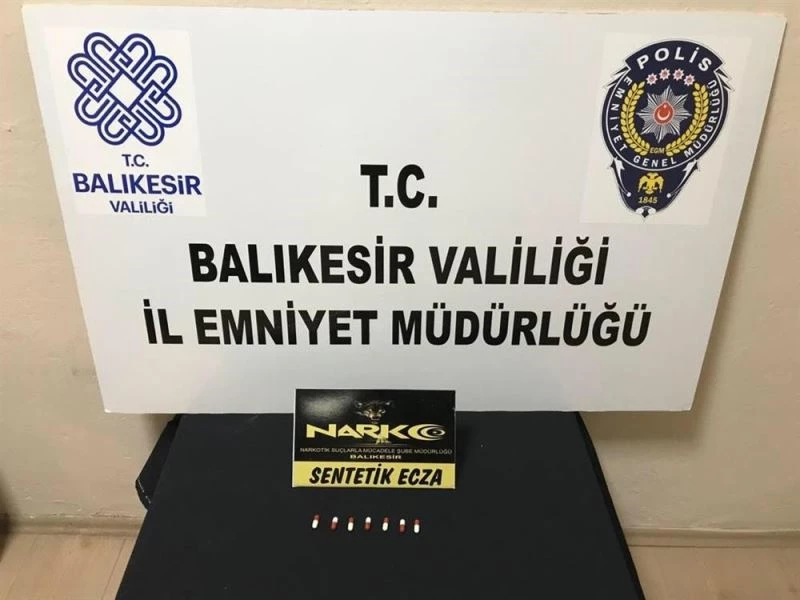 T.C.
BALIKESİR
VALİLİĞİ
POLİS
EMNİYET GENEL MÜDÜRLÜĞÜ
EGM
1845
T.C.
BALIKESİR VALİLİĞİ
İL EMNİYET MÜDÜRLÜĞÜ
NARKO
NARKOTİK SUÇLARLA MÜCADELE ŞUBE MÜDÜRLÜĞÜ
BALIKESİR
SENTETİK ECZA